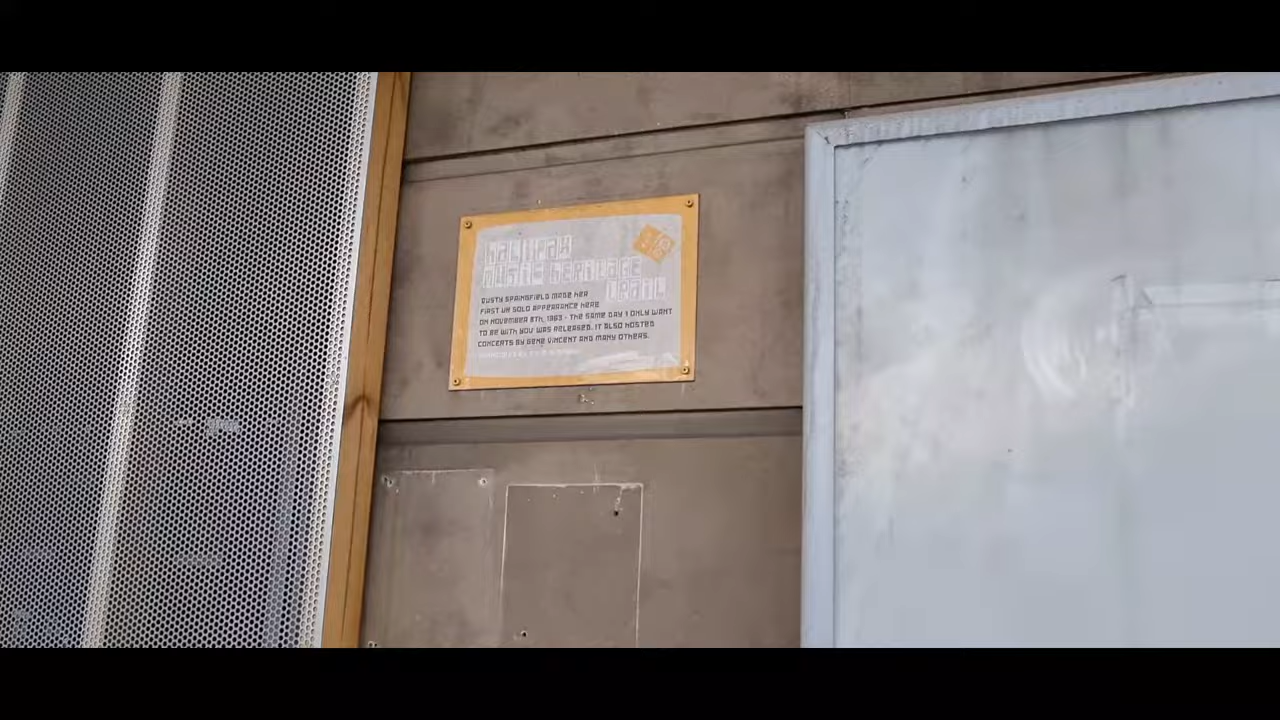 halifax
music heritage
trail
DUSTY SPRINGFIELD MADE HER
FIRST UK SOLO APPEARANCE HERE
ON NOVEMBER 8TH, 1963 - THE SAME DAY I ONLY WANT
TO BE WITH YOU WAS RELEASED. IT ALSO HOSTED
CONCERTS BY GENE VINCENT AND MANY OTHERS.